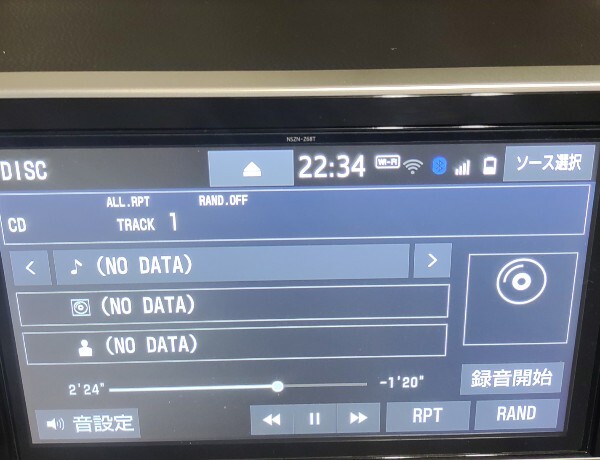 NSZN-Z68T
DISC
22:34
Wi-Fi
ソース選択
ALL.RPT RAND.OFF
CD TRACK 1
(NO DATA)
(NO DATA)
(NO DATA)
2'24" -1'20"
録音開始
音設定 RPT RAND